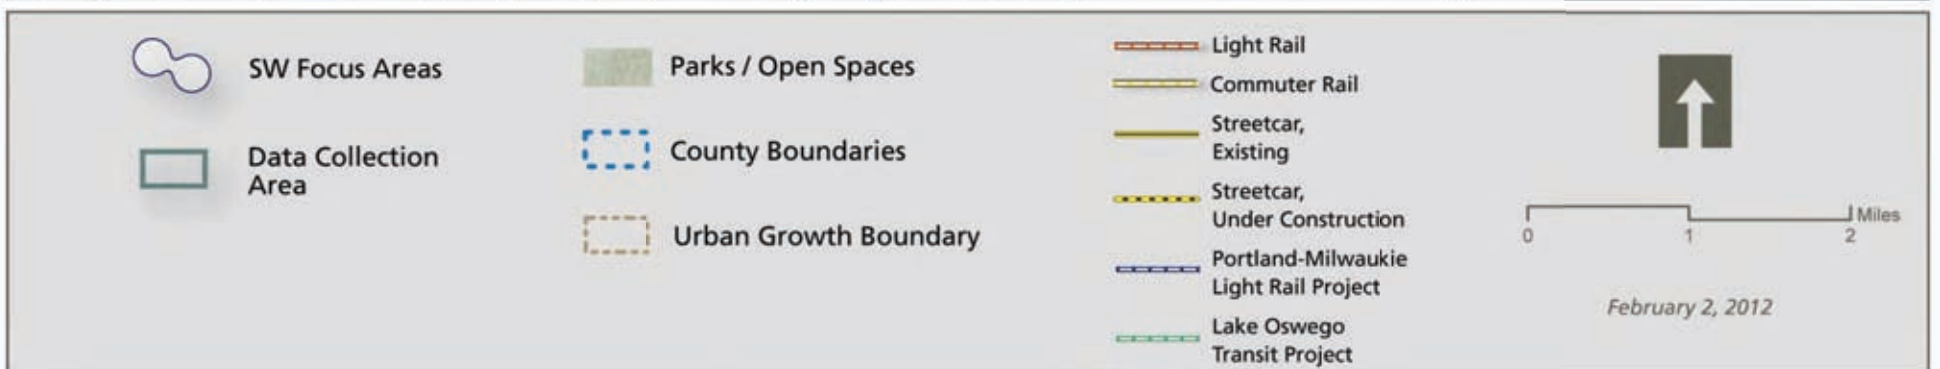 SW Focus Areas
Data Collection
Area
Parks / Open Spaces
County Boundaries
Urban Growth Boundary
Light Rail
Commuter Rail
Streetcar,
Existing
Streetcar,
Under Construction
Portland-Milwaukie
Light Rail Project
Lake Oswego
Transit Project
Miles
0 1 2
February 2, 2012